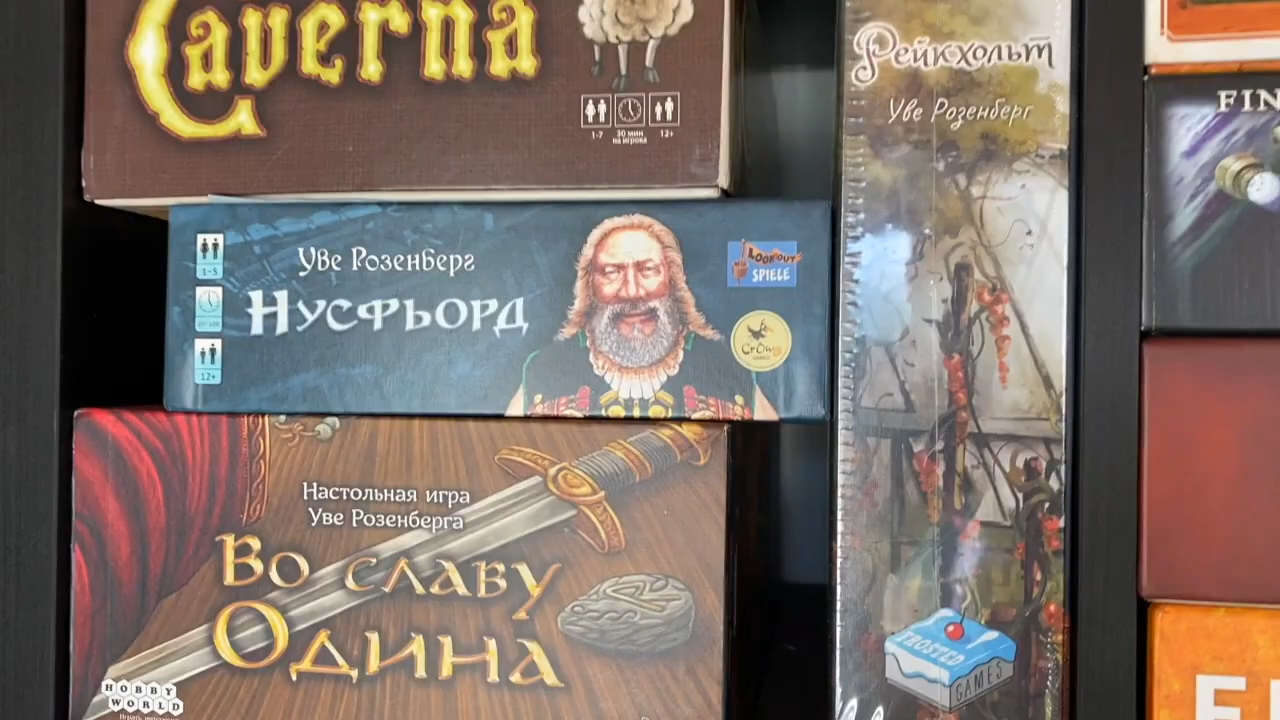 Caverna
1-7
30 мин
на игрока
12+
Уве Розенберг
Нусфьорд
1-5
12+
LOOKOUT
SPIELE
CrOw
GAMES
Настольная игра
Уве Розенберга
Во славу
Одина
HOBBY
WORLD
Рейкхольт
Уве Розенберг
FROSTED
GAMES
FIN